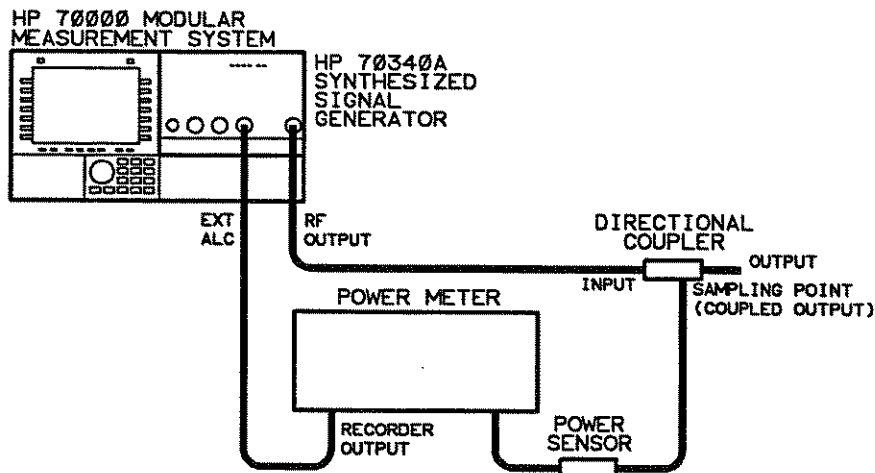 HP 70000 MODULAR
MEASUREMENT SYSTEM
HP 70340A
SYNTHESIZED
SIGNAL
GENERATOR
EXT
ALC
RF
OUTPUT
DIRECTIONAL
COUPLER
OUTPUT
INPUT
SAMPLING POINT
(COUPLED OUTPUT)
POWER METER
RECORDER
OUTPUT
POWER
SENSOR